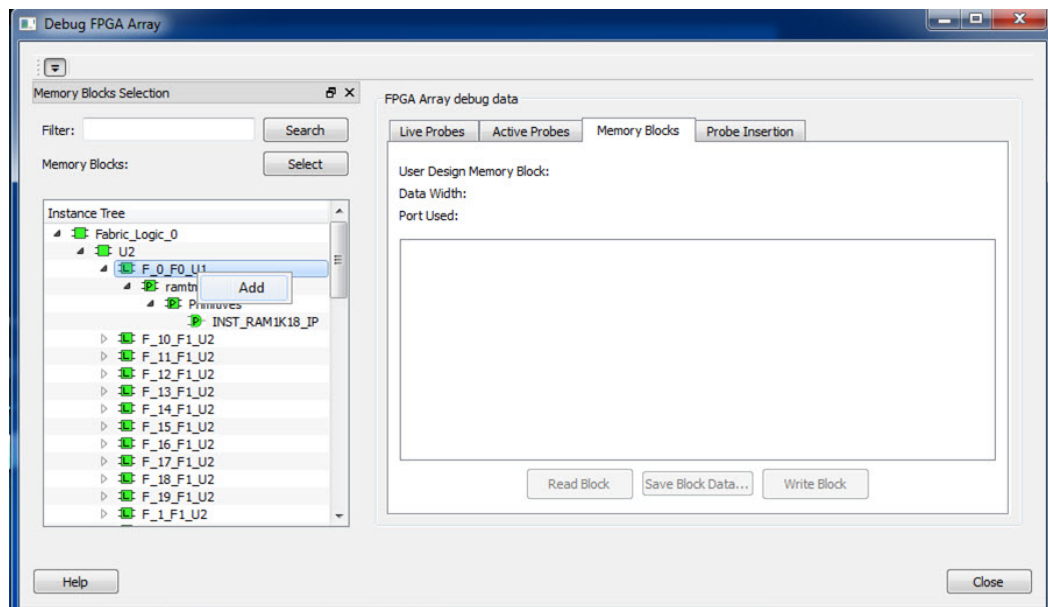 Debug FPGA Array
Memory Blocks Selection
Filter:
Search
Memory Blocks:
Select
Instance Tree
Fabric_Logic_0
U2
F_0_F0_U1
Add
INST_RAM1K18_IP
F_10_F1_U2
F_11_F1_U2
F_12_F1_U2
F_13_F1_U2
F_14_F1_U2
F_15_F1_U2
F_16_F1_U2
F_17_F1_U2
F_18_F1_U2
F_19_F1_U2
F_1_F1_U2
FPGA Array debug data
Live Probes Active Probes Memory Blocks Probe Insertion
User Design Memory Block:
Data Width:
Port Used:
Read Block Save Block Data... Write Block
Help
Close